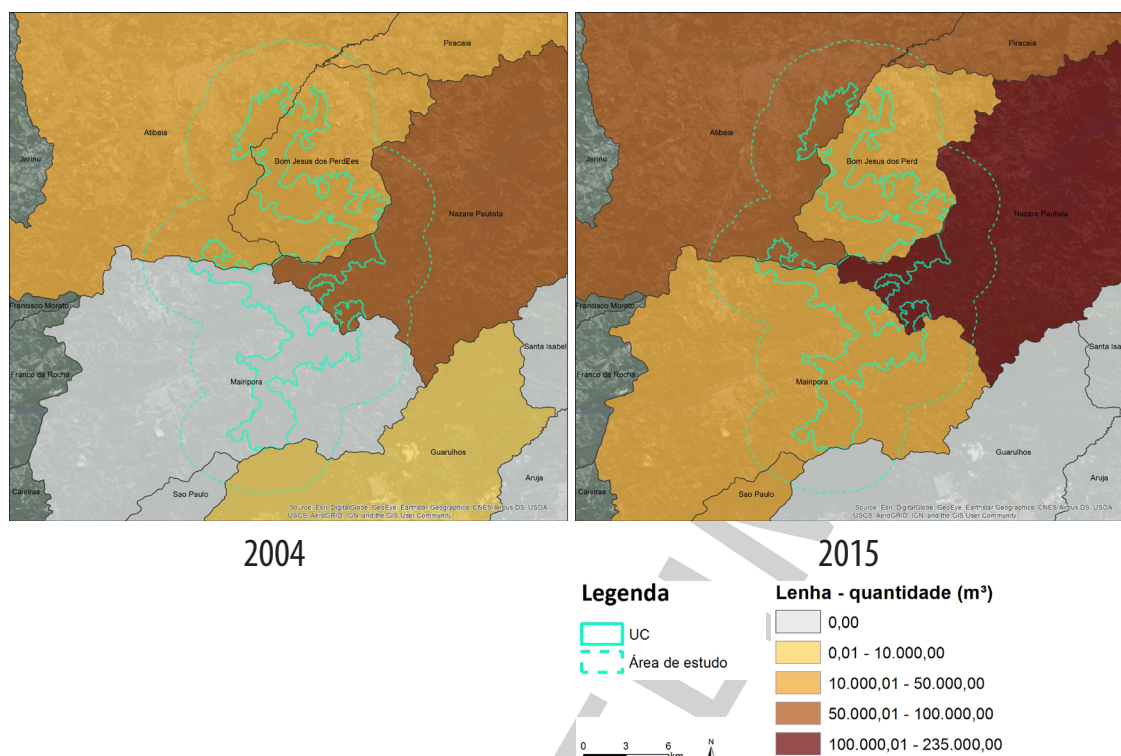 Piracaia
Atibaia
Jarinu
Bom Jesus dos PerdEes
Nazare Paulista
Francisco Morato
Santa Isabel
Franco da Rocha
Mairipora
Guarulhos
Caieiras
Sao Paulo
Aruja
Source: Esri, DigitalGlobe, GeoEye, Earthstar Geographics, CNES/Airbus DS, USDA,
USGS, AeroGRID, IGN, and the GIS User Community
2004
Piracaia
Atibaia
Jarinu
Bom Jesus dos Perd
Nazare Paulista
Francisco Morato
Santa Isa
Franco da Rocha
Mairipora
Guarulhos
Caieiras
Sao Paulo
Aruja
Source: Esri, DigitalGlobe, GeoEye, Earthstar Geographics, CNES/Airbus DS, USDA,
USGS, AeroGRID, IGN, and the GIS User Community
2015
Legenda
UC
Área de estudo
Lenha - quantidade (m³)
0,00
0,01 - 10.000,00
10.000,01 - 50.000,00
50.000,01 - 100.000,00
100.000,01 - 235.000,00
0 3 6
km
N